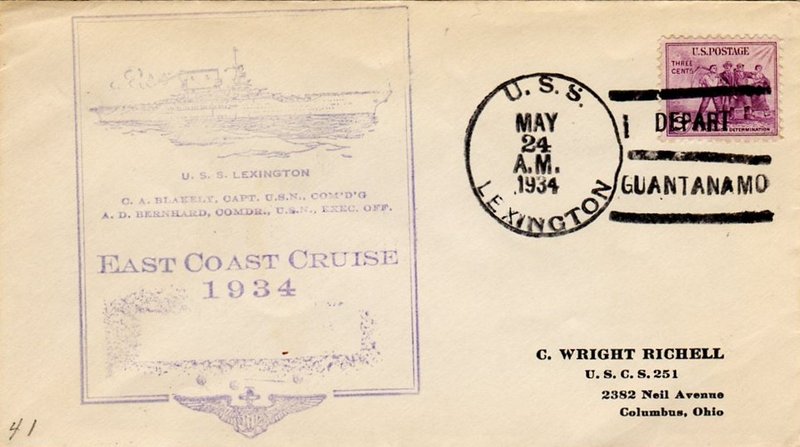 U. S. S. LEXINGTON
C. A. BLAKELY, CAPT. U.S.N., COM'D'G
A. D. BERNHARD, COMDR., U.S.N., EXEC. OFF.
EAST COAST CRUISE
1934
U. S. S.
MAY
24
A.M.
1934
LEXINGTON
U.S. POSTAGE
THREE
CENTS
DETERMINATION
DEPART
GUANTANAMO
C. WRIGHT RICHELL
U. S. C. S. 251
2382 Neil Avenue
Columbus, Ohio
41